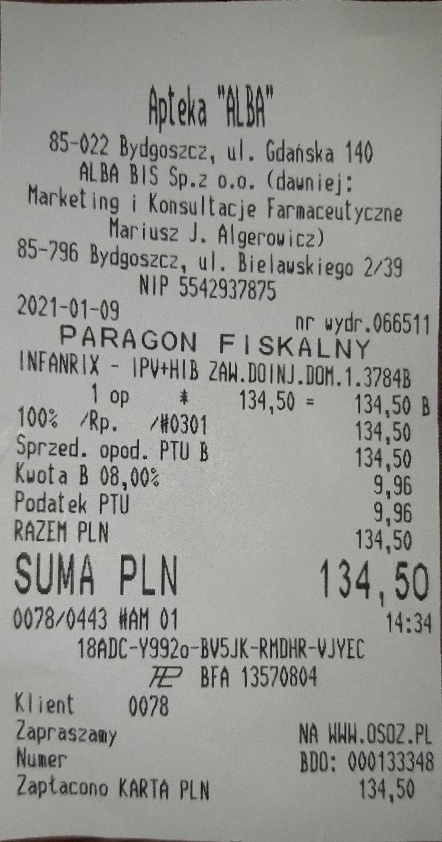 Apteka "ALBA"
85-022 Bydgoszcz, ul. Gdańska 140
ALBA BIS Sp.z o.o. (dawniej:
Marketing i Konsultacje Farmaceutyczne
Mariusz J. Algerowicz)
85-796 Bydgoszcz, ul. Bielawskiego 2/39
NIP 5542937875
2021-01-09 nr wydr.066511
PARAGON FISKALNY
INFANRIX - IPV+HIB ZAW.DOINJ.DOM.1.3784B
1 op * 134,50 = 134,50 B
100% /Rp. /#0301 134,50
Sprzed. opod. PTU B 134,50
Kwota B 08,00% 9,96
Podatek PTU 9,96
RAZEM PLN 134,50
SUMA PLN 134,50
0078/0443 #AM 01 14:34
18ADC-Y992o-BV5JK-RMDHR-VJYEC
BFA 13570804
Klient 0078
Zapraszamy NA WWW.OSOZ.PL
Numer BDO: 000133348
Zapłacono KARTA PLN 134,50